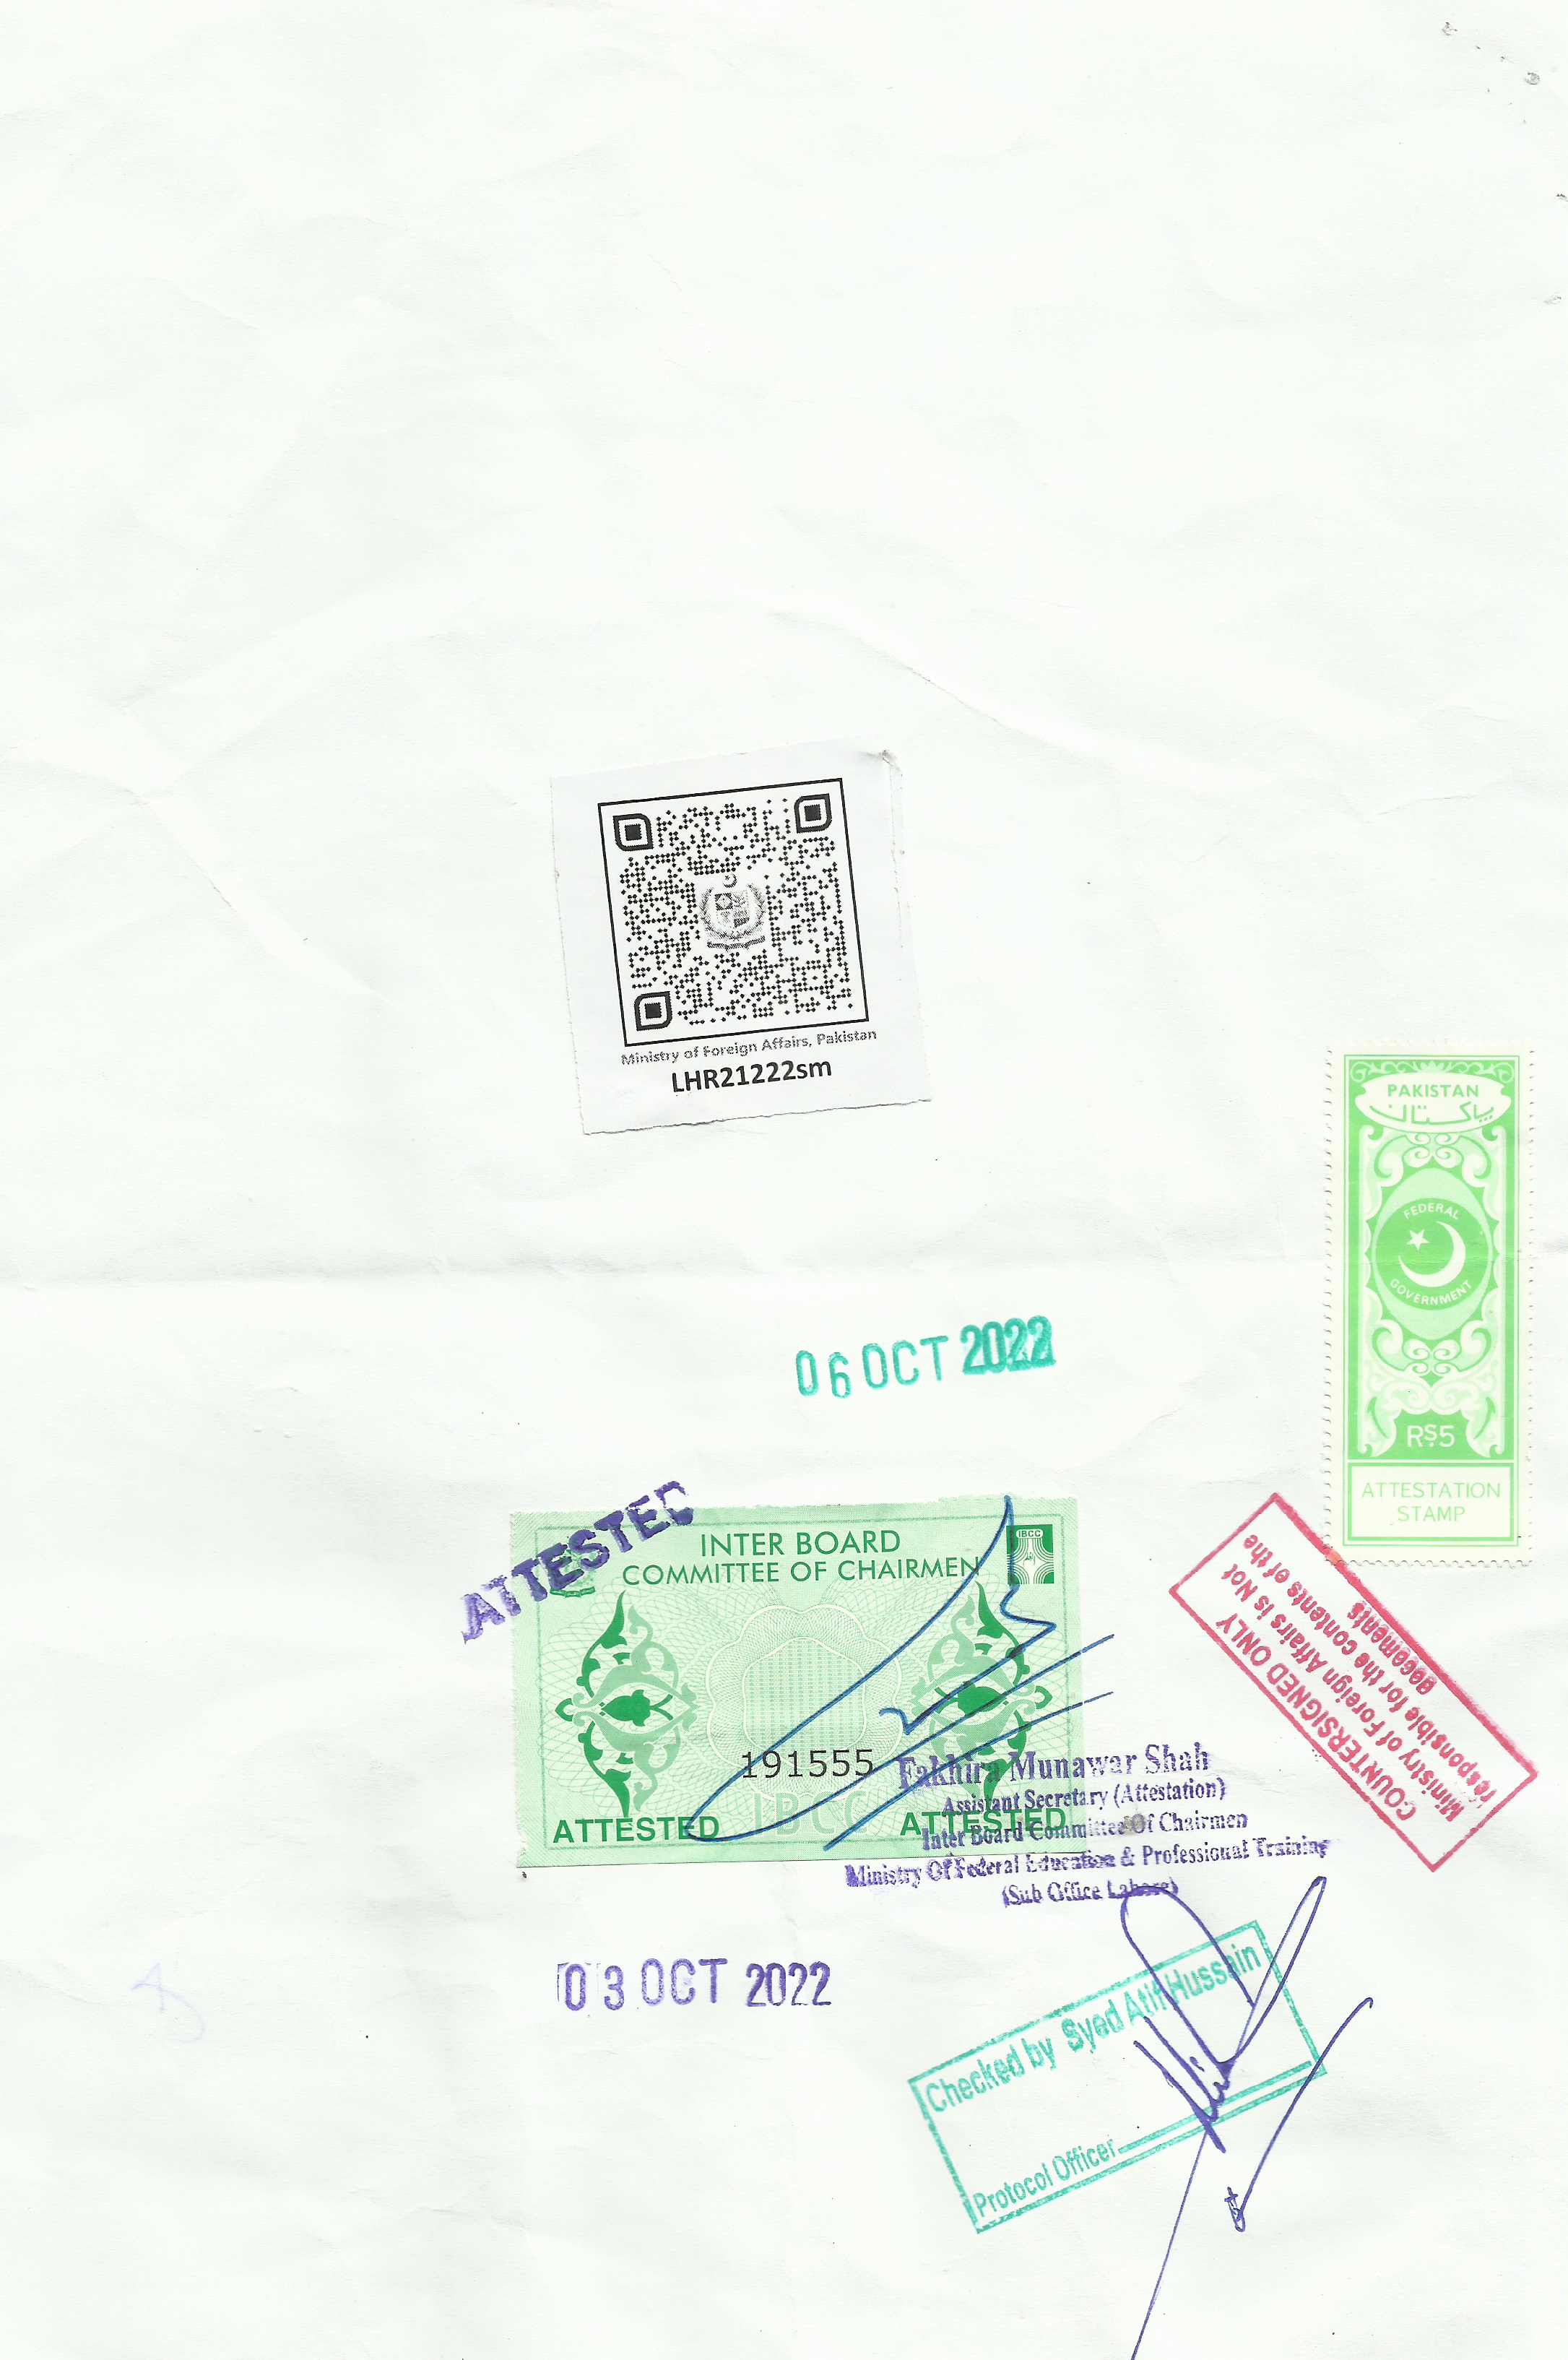 Ministry of Foreign Affairs, Pakistan
LHR21222sm
PAKISTAN
پاکستان
FEDERAL
GOVERNMENT
Rs5
ATTESTATION
STAMP
06 OCT 2022
ATTESTED
INTER BOARD
COMMITTEE OF CHAIRMEN
IBCC
191555
IBCC
ATTESTED
ATTESTED
COUNTERSIGNED ONLY
Ministry of Foreign Affairs is Not
responsible for the contents of the
documents
Fakhira Munawar Shah
Assistant Secretary (Attestation)
Inter Board Committee Of Chairmen
Ministry Of Federal Education & Professional Training
(Sub Office Lahore)
03 OCT 2022
Checked by Syed Atif Hussain
Protocol Officer